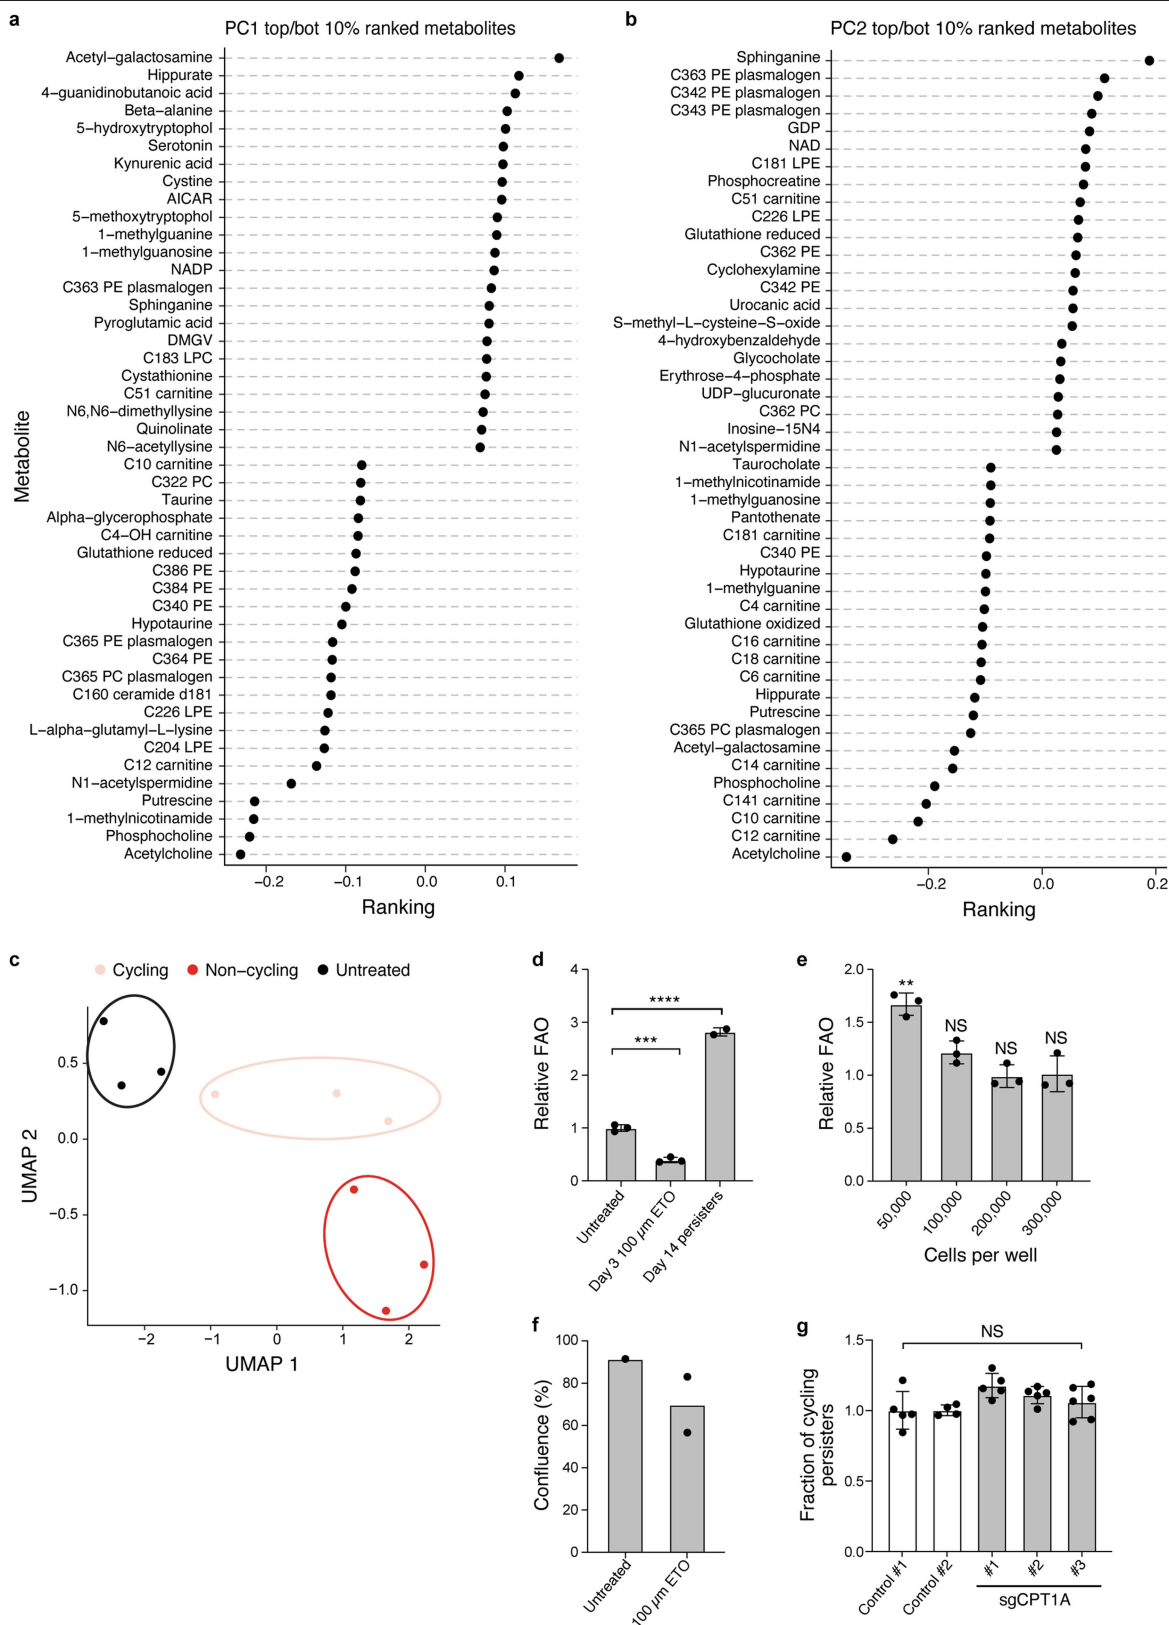 a
PC1 top/bot 10% ranked metabolites
Metabolite
Acetyl−galactosamine
Hippurate
4−guanidinobutanoic acid
Beta−alanine
5−hydroxytryptophol
Serotonin
Kynurenic acid
Cystine
AICAR
5−methoxytryptophol
1−methylguanine
1−methylguanosine
NADP
C363 PE plasmalogen
Sphinganine
Pyroglutamic acid
DMGV
C183 LPC
Cystathionine
C51 carnitine
N6,N6−dimethyllysine
Quinolinate
N6−acetyllysine
C10 carnitine
C322 PC
Taurine
Alpha−glycerophosphate
C4−OH carnitine
Glutathione reduced
C386 PE
C384 PE
C340 PE
Hypotaurine
C365 PE plasmalogen
C364 PE
C365 PC plasmalogen
C160 ceramide d181
C226 LPE
L−alpha−glutamyl−L−lysine
C204 LPE
C12 carnitine
N1−acetylspermidine
Putrescine
1−methylnicotinamide
Phosphocholine
Acetylcholine
−0.2 −0.1 0.0 0.1
Ranking
b
PC2 top/bot 10% ranked metabolites
Sphinganine
C363 PE plasmalogen
C342 PE plasmalogen
C343 PE plasmalogen
GDP
NAD
C181 LPE
Phosphocreatine
C51 carnitine
C226 LPE
Glutathione reduced
C362 PE
Cyclohexylamine
C342 PE
Urocanic acid
S−methyl−L−cysteine−S−oxide
4−hydroxybenzaldehyde
Glycocholate
Erythrose−4−phosphate
UDP−glucuronate
C362 PC
Inosine−15N4
N1−acetylspermidine
Taurocholate
1−methylnicotinamide
1−methylguanosine
Pantothenate
C181 carnitine
C340 PE
Hypotaurine
1−methylguanine
C4 carnitine
Glutathione oxidized
C16 carnitine
C18 carnitine
C6 carnitine
Hippurate
Putrescine
C365 PC plasmalogen
Acetyl−galactosamine
C14 carnitine
Phosphocholine
C141 carnitine
C10 carnitine
C12 carnitine
Acetylcholine
−0.2 0.0 0.2
Ranking
c
Cycling Non−cycling Untreated
UMAP 2
0.5
0.0
−0.5
−1.0
−2 −1 0 1 2
UMAP 1
d
Relative FAO
4
3
2
1
0
****
***
Untreated
Day 3 100 µm ETO
Day 14 persisters
e
Relative FAO
2.0
1.5
1.0
0.5
0.0
**
NS
NS
NS
50,000
100,000
200,000
300,000
Cells per well
f
Confluence (%)
100
80
60
40
20
0
Untreated
100 µm ETO
g
Fraction of cycling
persisters
1.5
1.0
0.5
0.0
NS
Control #1
Control #2
#1
#2
#3
sgCPT1A